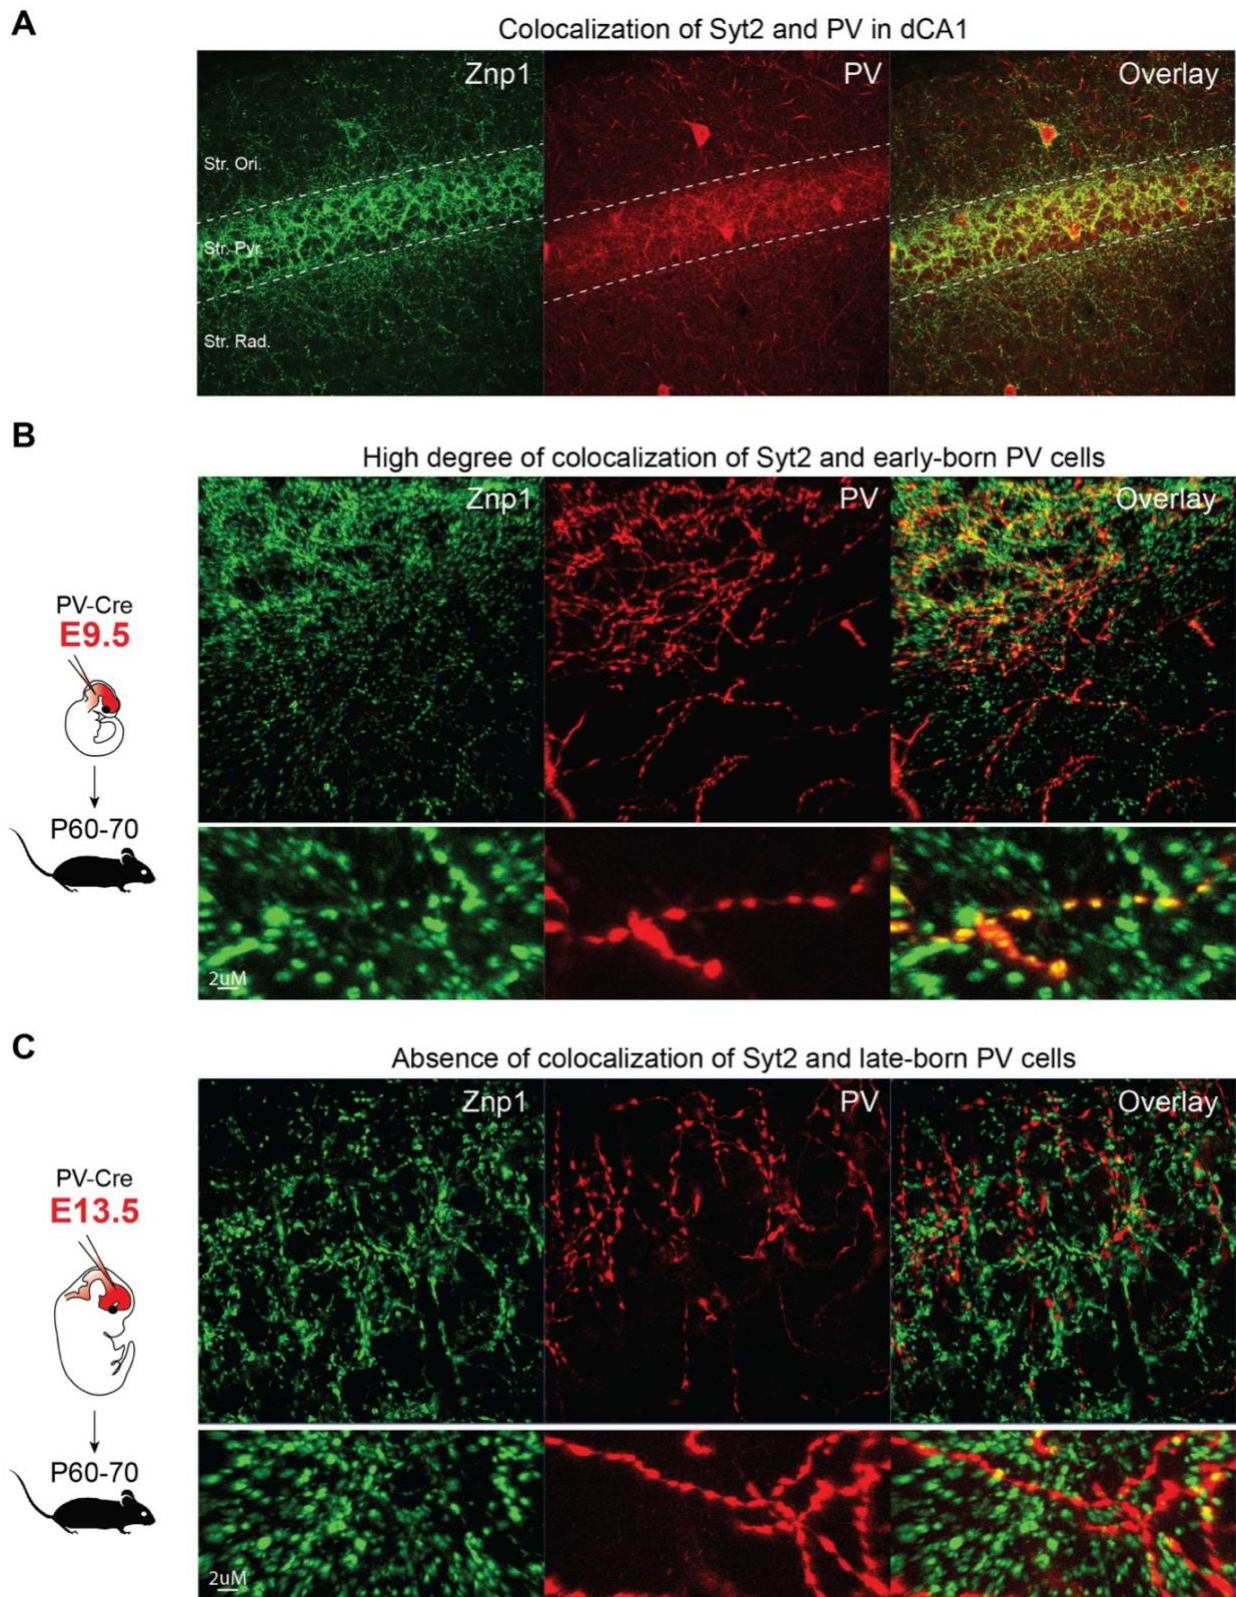 A
Colocalization of Syt2 and PV in dCA1
Znp1
PV
Overlay
Str. Ori.
Str. Pyr.
Str. Rad.
B
High degree of colocalization of Syt2 and early-born PV cells
Znp1
PV
Overlay
PV-Cre
E9.5
P60-70
2uM
C
Absence of colocalization of Syt2 and late-born PV cells
Znp1
PV
Overlay
PV-Cre
E13.5
P60-70
2uM